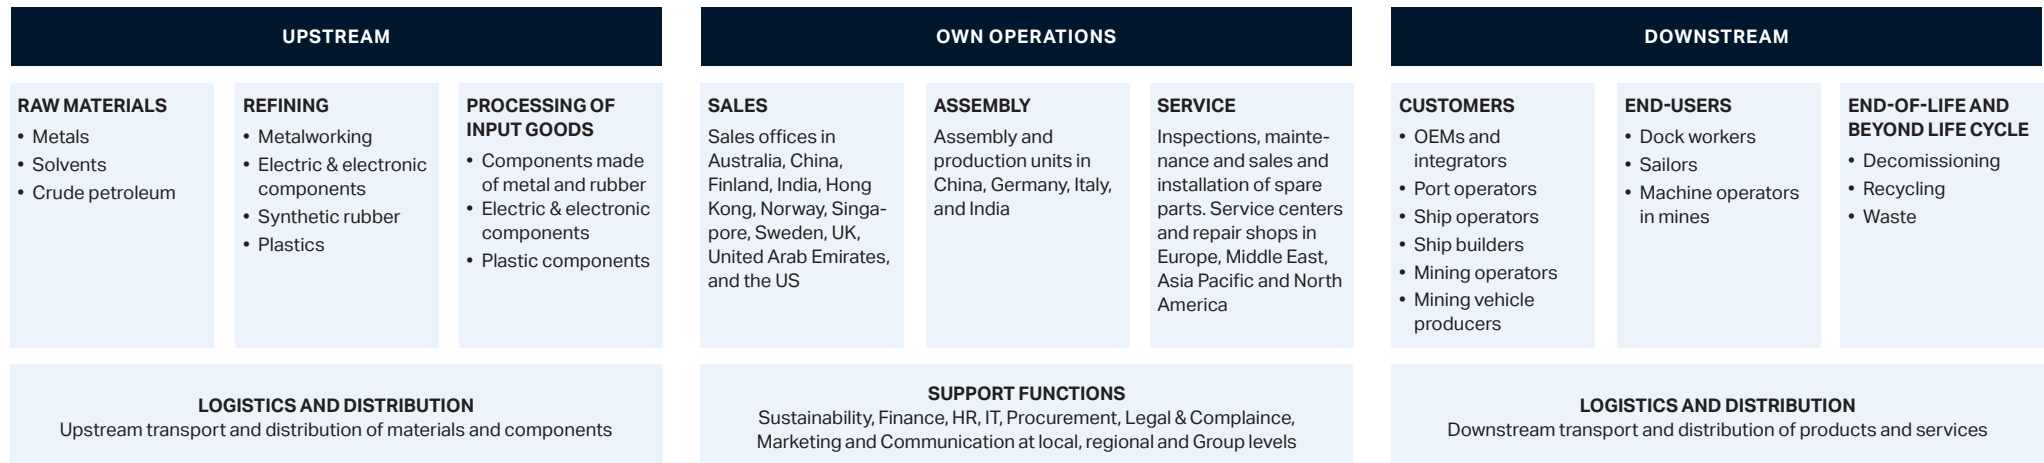 UPSTREAM
RAW MATERIALS
• Metals
• Solvents
• Crude petroleum
REFINING
• Metalworking
• Electric & electronic
components
• Synthetic rubber
• Plastics
PROCESSING OF
INPUT GOODS
• Components made
of metal and rubber
• Electric & electronic
components
• Plastic components
LOGISTICS AND DISTRIBUTION
Upstream transport and distribution of materials and components
OWN OPERATIONS
SALES
Sales offices in
Australia, China,
Finland, India, Hong
Kong, Norway, Singa-
pore, Sweden, UK,
United Arab Emirates,
and the US
ASSEMBLY
Assembly and
production units in
China, Germany, Italy,
and India
SERVICE
Inspections, mainte-
nance and sales and
installation of spare
parts. Service centers
and repair shops in
Europe, Middle East,
Asia Pacific and North
America
SUPPORT FUNCTIONS
Sustainability, Finance, HR, IT, Procurement, Legal & Complaince,
Marketing and Communication at local, regional and Group levels
DOWNSTREAM
CUSTOMERS
• OEMs and
integrators
• Port operators
• Ship operators
• Ship builders
• Mining operators
• Mining vehicle
producers
END-USERS
• Dock workers
• Sailors
• Machine operators
in mines
END-OF-LIFE AND
BEYOND LIFE CYCLE
• Decomissioning
• Recycling
• Waste
LOGISTICS AND DISTRIBUTION
Downstream transport and distribution of products and services